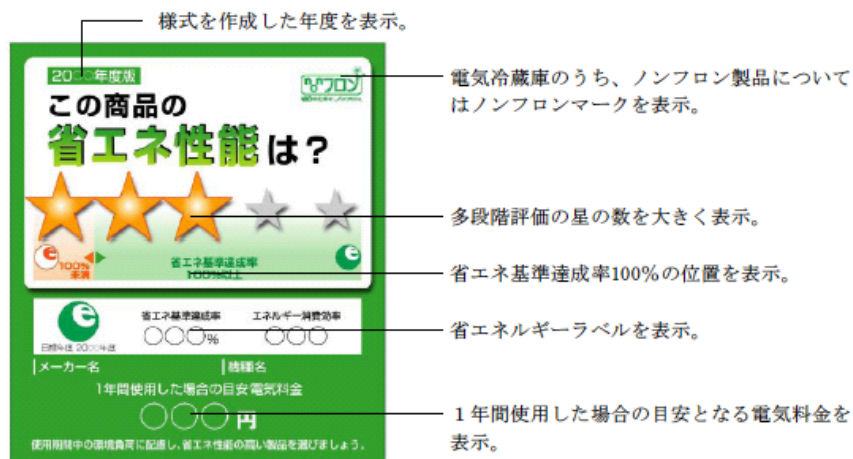 様式を作成した年度を表示。
20○○年度版
ノンフロン
この商品の
省エネ性能は？
電気冷蔵庫のうち、ノンフロン製品について
はノンフロンマークを表示。
多段階評価の星の数を大きく表示。
e
100%
未満
省エネ基準達成率
100%以上
e
省エネ基準達成率100%の位置を表示。
e
目標年度 20○○年度
省エネ基準達成率
○○○%
エネルギー消費効率
○○○
省エネルギーラベルを表示。
メーカー名
機種名
1年間使用した場合の目安電気料金
○○○円
１年間使用した場合の目安となる電気料金を
表示。
使用期間中の環境負荷に配慮し、省エネ性能の高い製品を選びましょう。